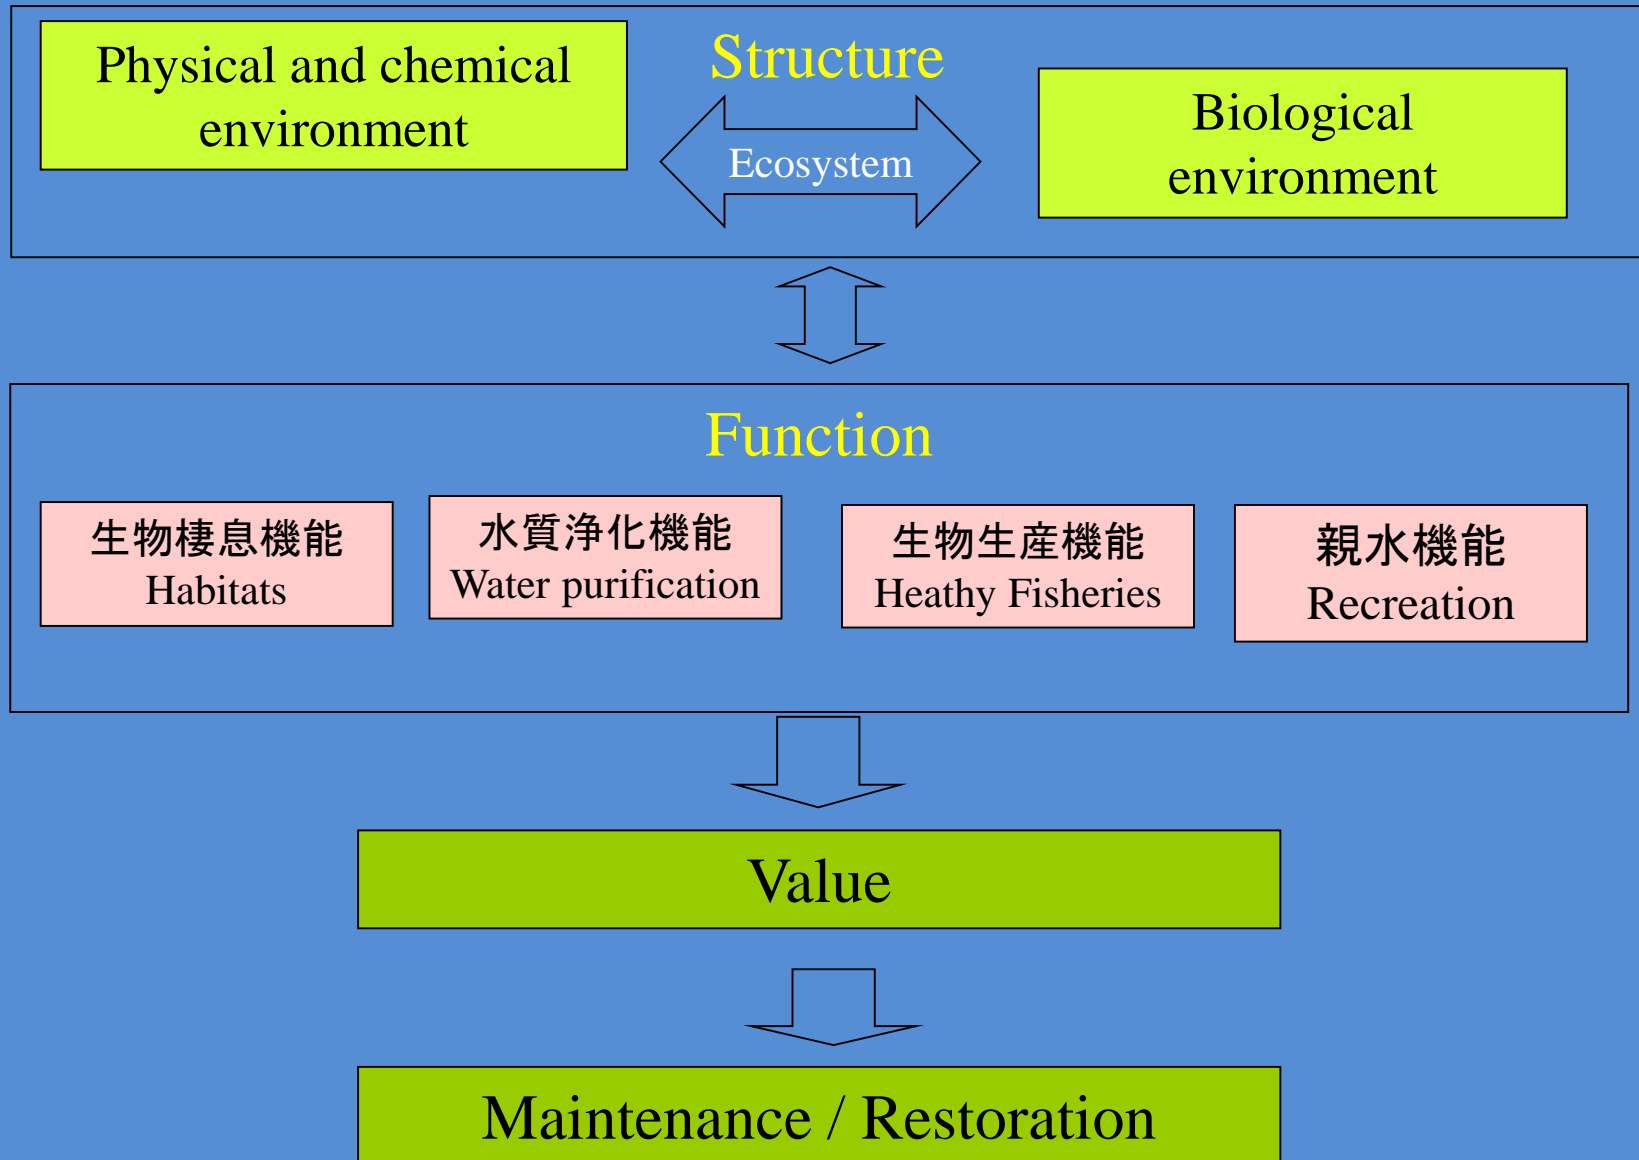 Structure
Physical and chemical
environment
Ecosystem
Biological
environment
Function
生物棲息機能
Habitats
水質浄化機能
Water purification
生物生産機能
Heathy Fisheries
親水機能
Recreation
Value
Maintenance / Restoration